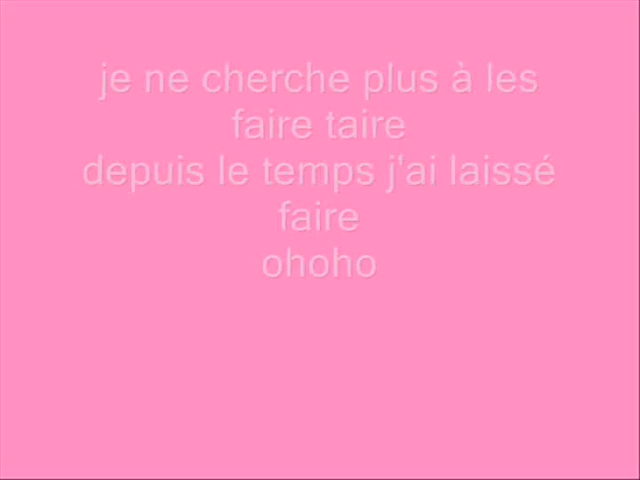 je ne cherche plus à les
faire taire
depuis le temps j'ai laissé
faire
ohoho